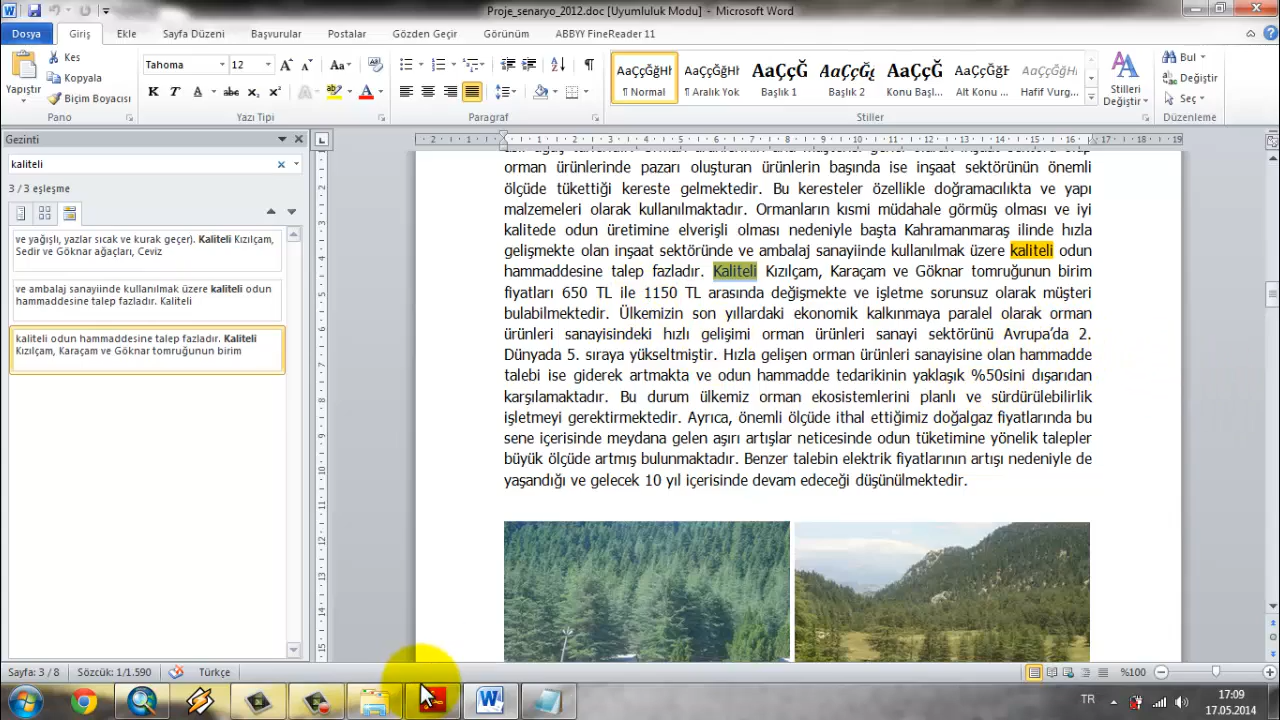 Proje_senaryo_2012.doc [Uyumluluk Modu] - Microsoft Word
Dosya Giriş Ekle Sayfa Düzeni Başvurular Postalar Gözden Geçir Görünüm ABBYY FineReader 11
Kes
Kopyala
Biçim Boyacısı
Yapıştır
Pano
Tahoma 12
Yazı Tipi
Paragraf
AaÇçĞğHł AaÇçĞğHł AaÇçĞ AaÇçĞğ AaÇçĞ AaÇçĞğł AaÇçĞğHł
¶ Normal ¶ Aralık Yok Başlık 1 Başlık 2 Konu Başl... Alt Konu ... Hafif Vurg...
Stiller
Stilleri Değiştir
Bul
Değiştir
Seç
Düzenleme
Gezinti
kaliteli
3 / 3 eşleşme
ve yağışlı, yazlar sıcak ve kurak geçer). Kaliteli Kızılçam,
Sedir ve Göknar ağaçları, Ceviz
ve ambalaj sanayiinde kullanılmak üzere kaliteli odun
hammaddesine talep fazladır. Kaliteli
kaliteli odun hammaddesine talep fazladır. Kaliteli
Kızılçam, Karaçam ve Göknar tomruğunun birim
orman ürünlerinde pazarı oluşturan ürünlerin başında ise inşaat sektörünün önemli
ölçüde tükettiği kereste gelmektedir. Bu keresteler özellikle doğramacılıkta ve yapı
malzemeleri olarak kullanılmaktadır. Ormanların kısmi müdahale görmüş olması ve iyi
kalitede odun üretimine elverişli olması nedeniyle başta Kahramanmaraş ilinde hızla
gelişmekte olan inşaat sektöründe ve ambalaj sanayiinde kullanılmak üzere kaliteli odun
hammaddesine talep fazladır. Kaliteli Kızılçam, Karaçam ve Göknar tomruğunun birim
fiyatları 650 TL ile 1150 TL arasında değişmekte ve işletme sorunsuz olarak müşteri
bulabilmektedir. Ülkemizin son yıllardaki ekonomik kalkınmaya paralel olarak orman
ürünleri sanayisindeki hızlı gelişimi orman ürünleri sanayi sektörünü Avrupa’da 2.
Dünyada 5. sıraya yükseltmiştir. Hızla gelişen orman ürünleri sanayisine olan hammadde
talebi ise giderek artmakta ve odun hammadde tedarikinin yaklaşık %50sini dışarıdan
karşılamaktadır. Bu durum ülkemiz orman ekosistemlerini planlı ve sürdürülebilirlik
işletmeyi gerektirmektedir. Ayrıca, önemli ölçüde ithal ettiğimiz doğalgaz fiyatlarında bu
sene içerisinde meydana gelen aşırı artışlar neticesinde odun tüketimine yönelik talepler
büyük ölçüde artmış bulunmaktadır. Benzer talebin elektrik fiyatlarının artışı nedeniyle de
yaşandığı ve gelecek 10 yıl içerisinde devam edeceği düşünülmektedir.
Sayfa: 3 / 8 Sözcük: 1/1.590 Türkçe %100
TR 17:09
17.05.2014